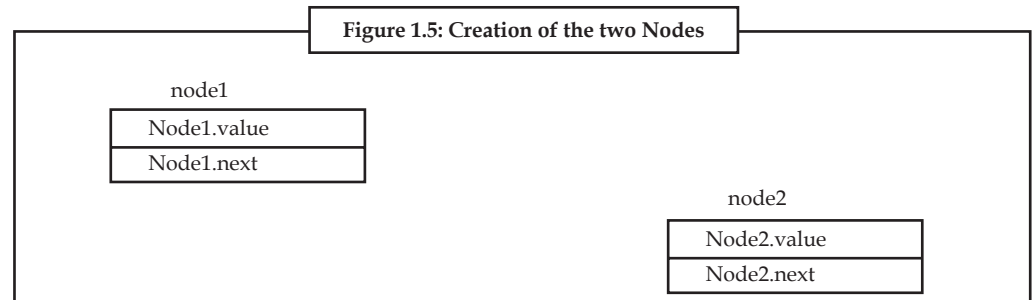 Figure 1.5: Creation of the two Nodes
node1
Node1.value
Node1.next
node2
Node2.value
Node2.next